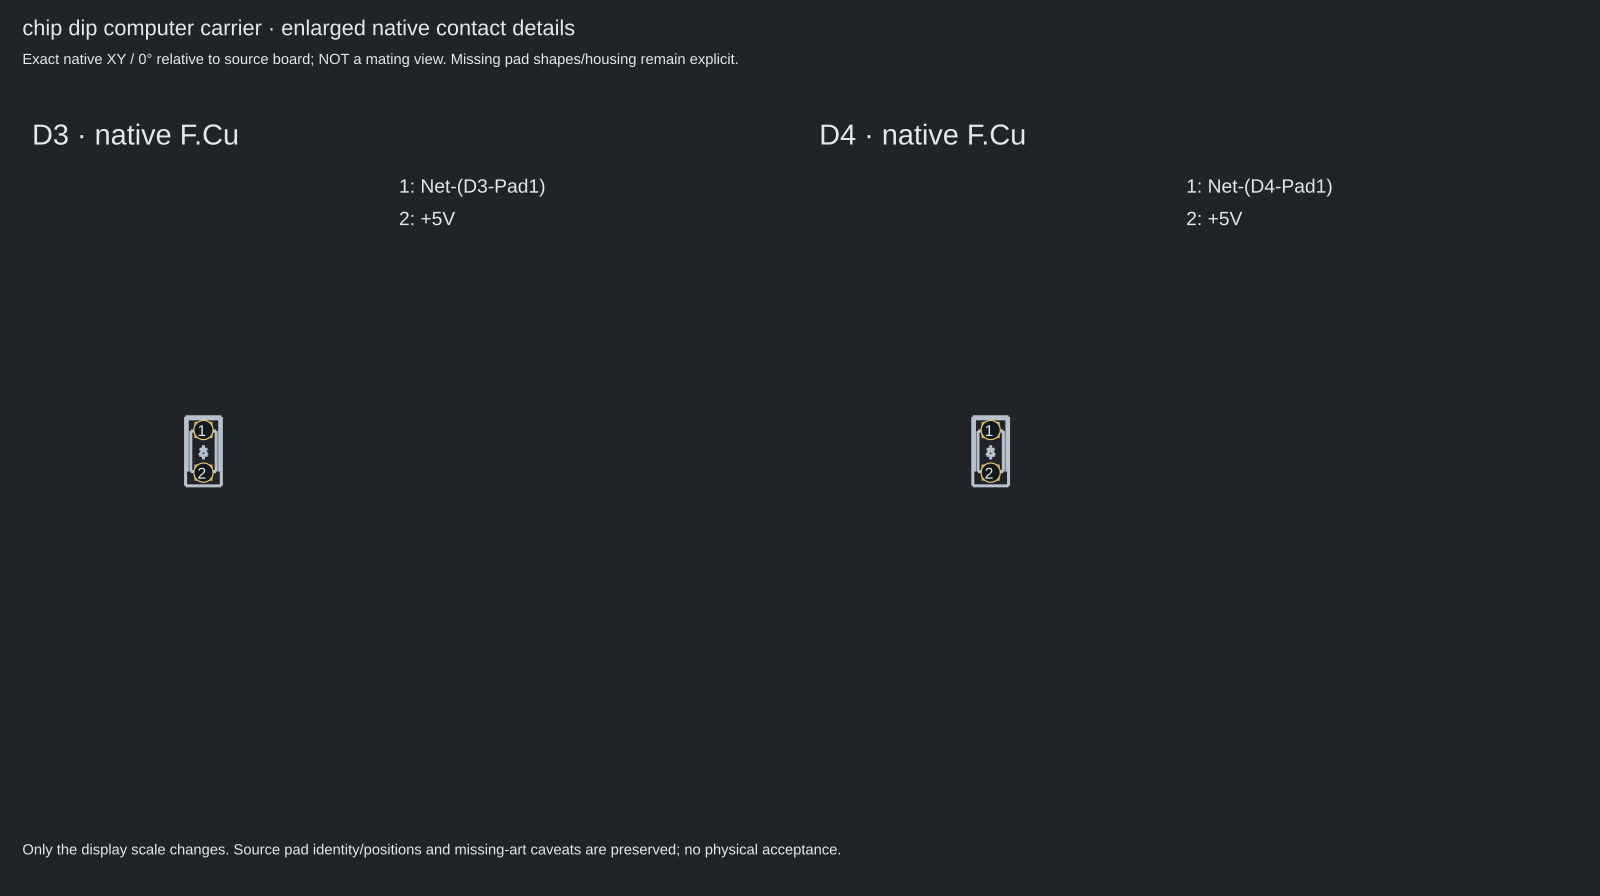 chip dip computer carrier · enlarged native contact details
Exact native XY / 0° relative to source board; NOT a mating view. Missing pad shapes/housing remain explicit.
D3 · native F.Cu
1: Net-(D3-Pad1)
2: +5V
1
2
D4 · native F.Cu
1: Net-(D4-Pad1)
2: +5V
1
2
Only the display scale changes. Source pad identity/positions and missing-art caveats are preserved; no physical acceptance.